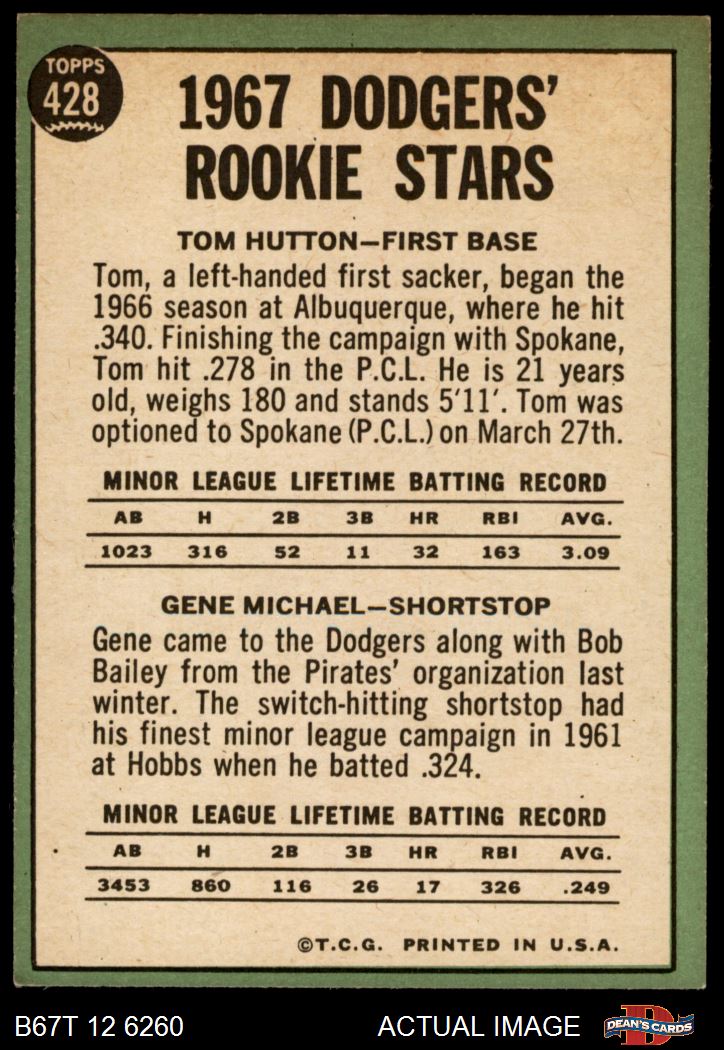 TOPPS
428
1967 DODGERS'
ROOKIE STARS
TOM HUTTON—FIRST BASE
Tom, a left-handed first sacker, began the
1966 season at Albuquerque, where he hit
.340. Finishing the campaign with Spokane,
Tom hit .278 in the P.C.L. He is 21 years
old, weighs 180 and stands 5'11'. Tom was
optioned to Spokane (P.C.L.) on March 27th.
MINOR LEAGUE LIFETIME BATTING RECORD
AB H 2B 3B HR RBI AVG.
1023 316 52 11 32 163 3.09
GENE MICHAEL—SHORTSTOP
Gene came to the Dodgers along with Bob
Bailey from the Pirates' organization last
winter. The switch-hitting shortstop had
his finest minor league campaign in 1961
at Hobbs when he batted .324.
MINOR LEAGUE LIFETIME BATTING RECORD
AB H 2B 3B HR RBI AVG.
3453 860 116 26 17 326 .249
©T.C.G. PRINTED IN U.S.A.
B67T 12 6260 ACTUAL IMAGE
D
DEAN'S CARDS